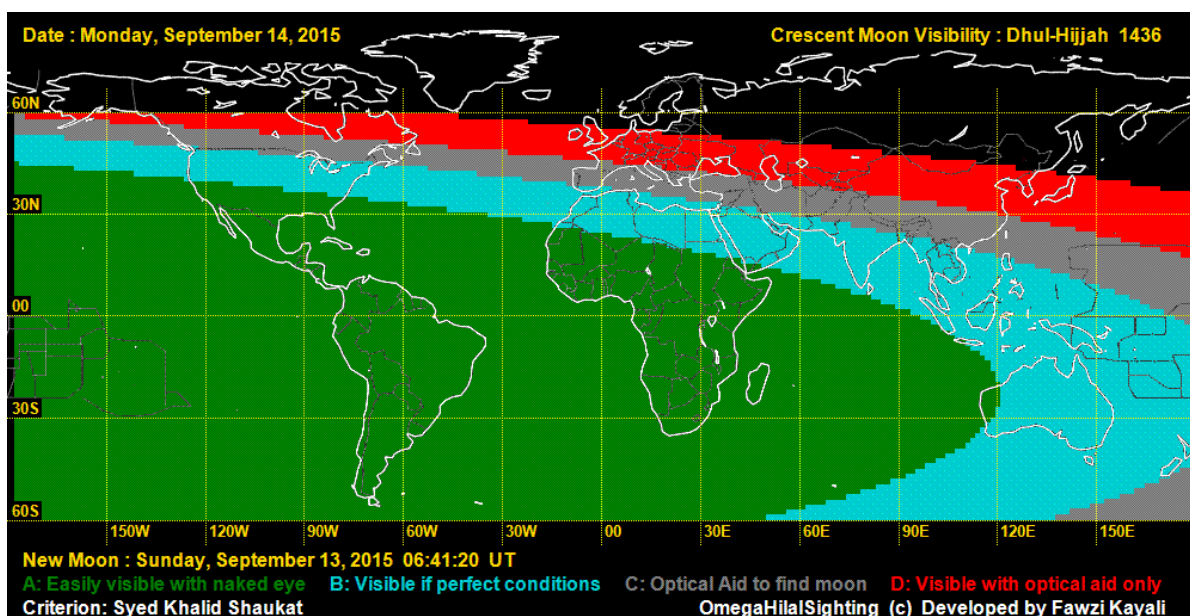 Date : Monday, September 14, 2015
Crescent Moon Visibility : Dhul-Hijjah 1436
60N
30N
00
30S
60S
150W 120W 90W 60W 30W 00 30E 60E 90E 120E 150E
New Moon : Sunday, September 13, 2015 06:41:20 UT
A: Easily visible with naked eye B: Visible if perfect conditions C: Optical Aid to find moon D: Visible with optical aid only
Criterion: Syed Khalid Shaukat OmegaHilalSighting (c) Developed by Fawzi Kayali